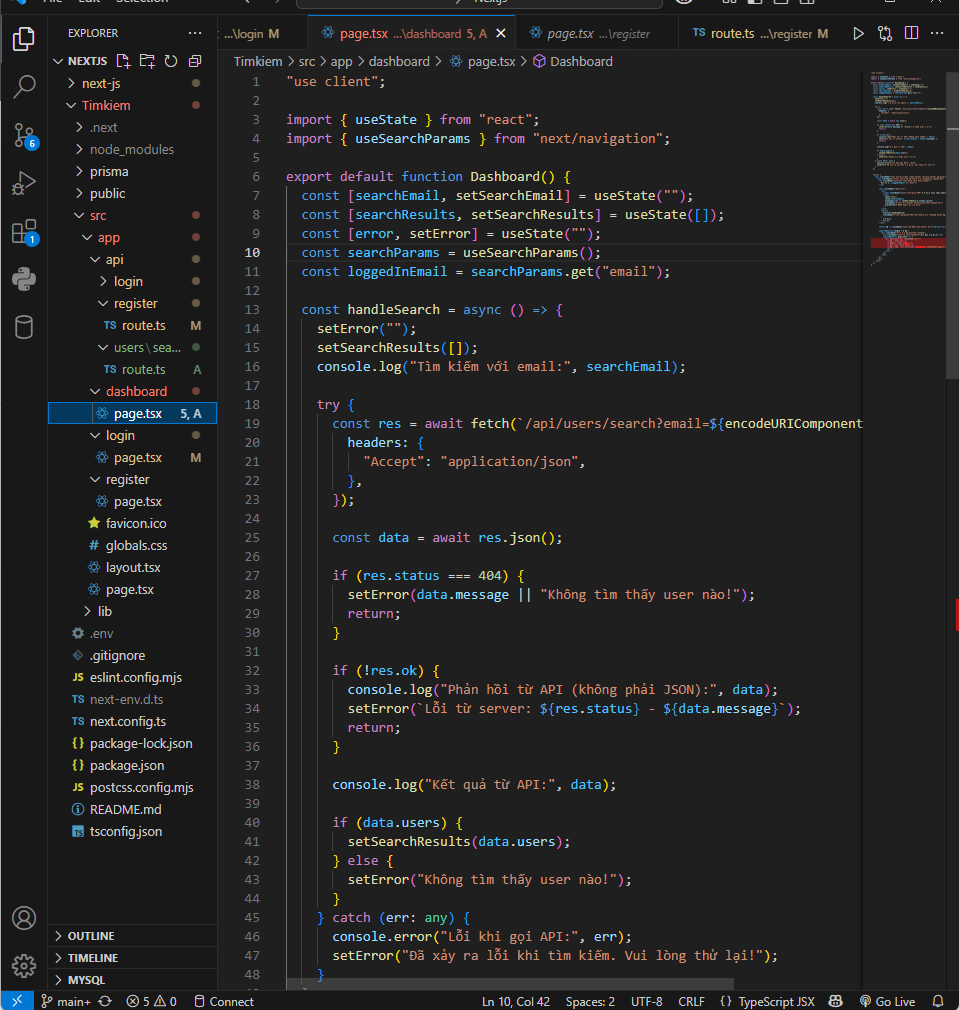 EXPLORER
NEXTJS
next-js
Timkiem
.next
node_modules
prisma
public
src
app
api
login
register
TS route.ts M
users\sea...
TS route.ts A
dashboard
page.tsx 5, A
login
page.tsx M
register
page.tsx
favicon.ico
# globals.css
layout.tsx
page.tsx
lib
.env
.gitignore
JS eslint.config.mjs
TS next-env.d.ts
TS next.config.ts
{} package-lock.json
{} package.json
JS postcss.config.mjs
README.md
TS tsconfig.json
OUTLINE
TIMELINE
MYSQL
6
1
...\login M
page.tsx ...\dashboard 5, A
page.tsx ...\register
TS route.ts ...\register M
Timkiem > src > app > dashboard > page.tsx > Dashboard
1 "use client";
2
3 import { useState } from "react";
4 import { useSearchParams } from "next/navigation";
5
6 export default function Dashboard() {
7 const [searchEmail, setSearchEmail] = useState("");
8 const [searchResults, setSearchResults] = useState([]);
9 const [error, setError] = useState("");
10 const searchParams = useSearchParams();
11 const loggedInEmail = searchParams.get("email");
12
13 const handleSearch = async () => {
14 setError("");
15 setSearchResults([]);
16 console.log("Tìm kiếm với email:", searchEmail);
17
18 try {
19 const res = await fetch(`/api/users/search?email=${encodeURIComponent
20 headers: {
21 "Accept": "application/json",
22 },
23 });
24
25 const data = await res.json();
26
27 if (res.status === 404) {
28 setError(data.message || "Không tìm thấy user nào!");
29 return;
30 }
31
32 if (!res.ok) {
33 console.log("Phản hồi từ API (không phải JSON):", data);
34 setError(`Lỗi từ server: ${res.status} - ${data.message}`);
35 return;
36 }
37
38 console.log("Kết quả từ API:", data);
39
40 if (data.users) {
41 setSearchResults(data.users);
42 } else {
43 setError("Không tìm thấy user nào!");
44 }
45 } catch (err: any) {
46 console.error("Lỗi khi gọi API:", err);
47 setError("Đã xảy ra lỗi khi tìm kiếm. Vui lòng thử lại!");
48 }
main+ 5 0 Connect Ln 10, Col 42 Spaces: 2 UTF-8 CRLF {} TypeScript JSX Go Live